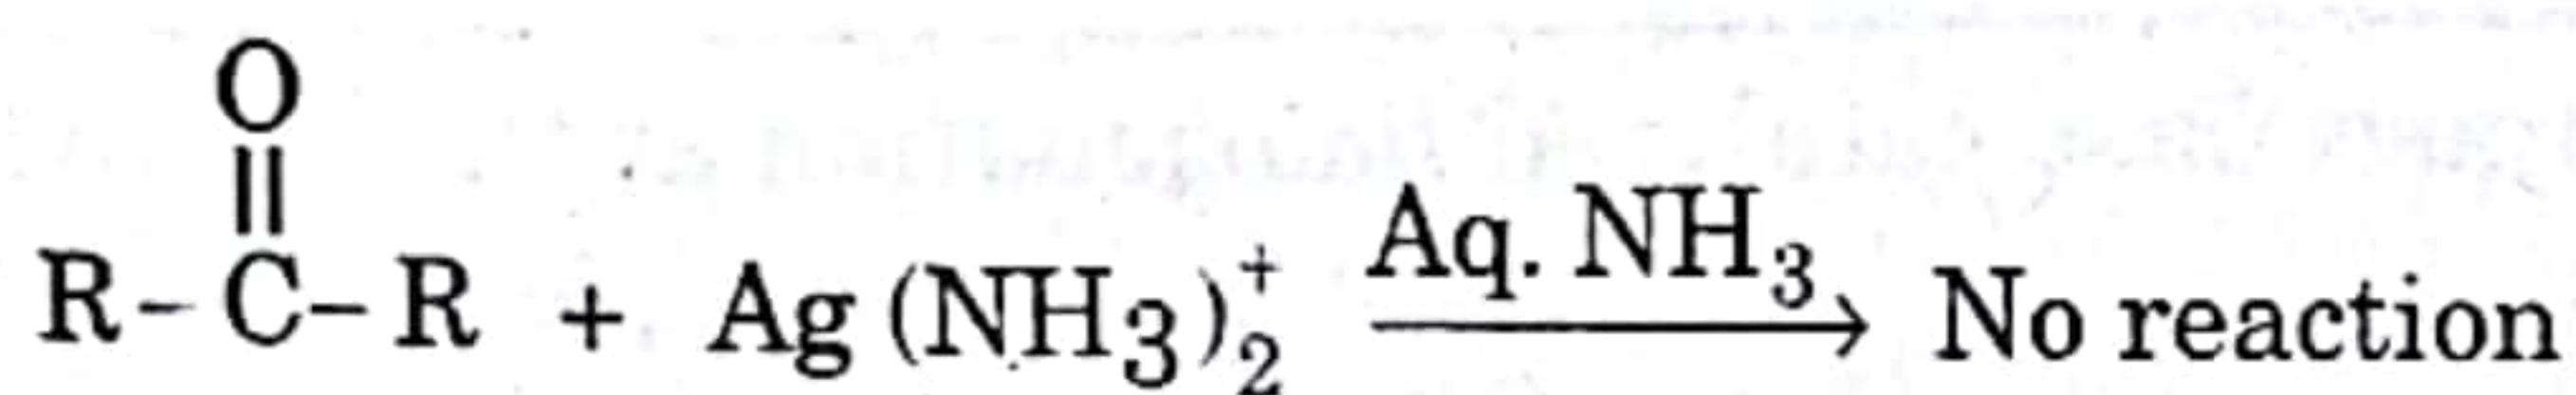 O
||
R - C - R + Ag (NH3)2+ Aq. NH3 → No reaction